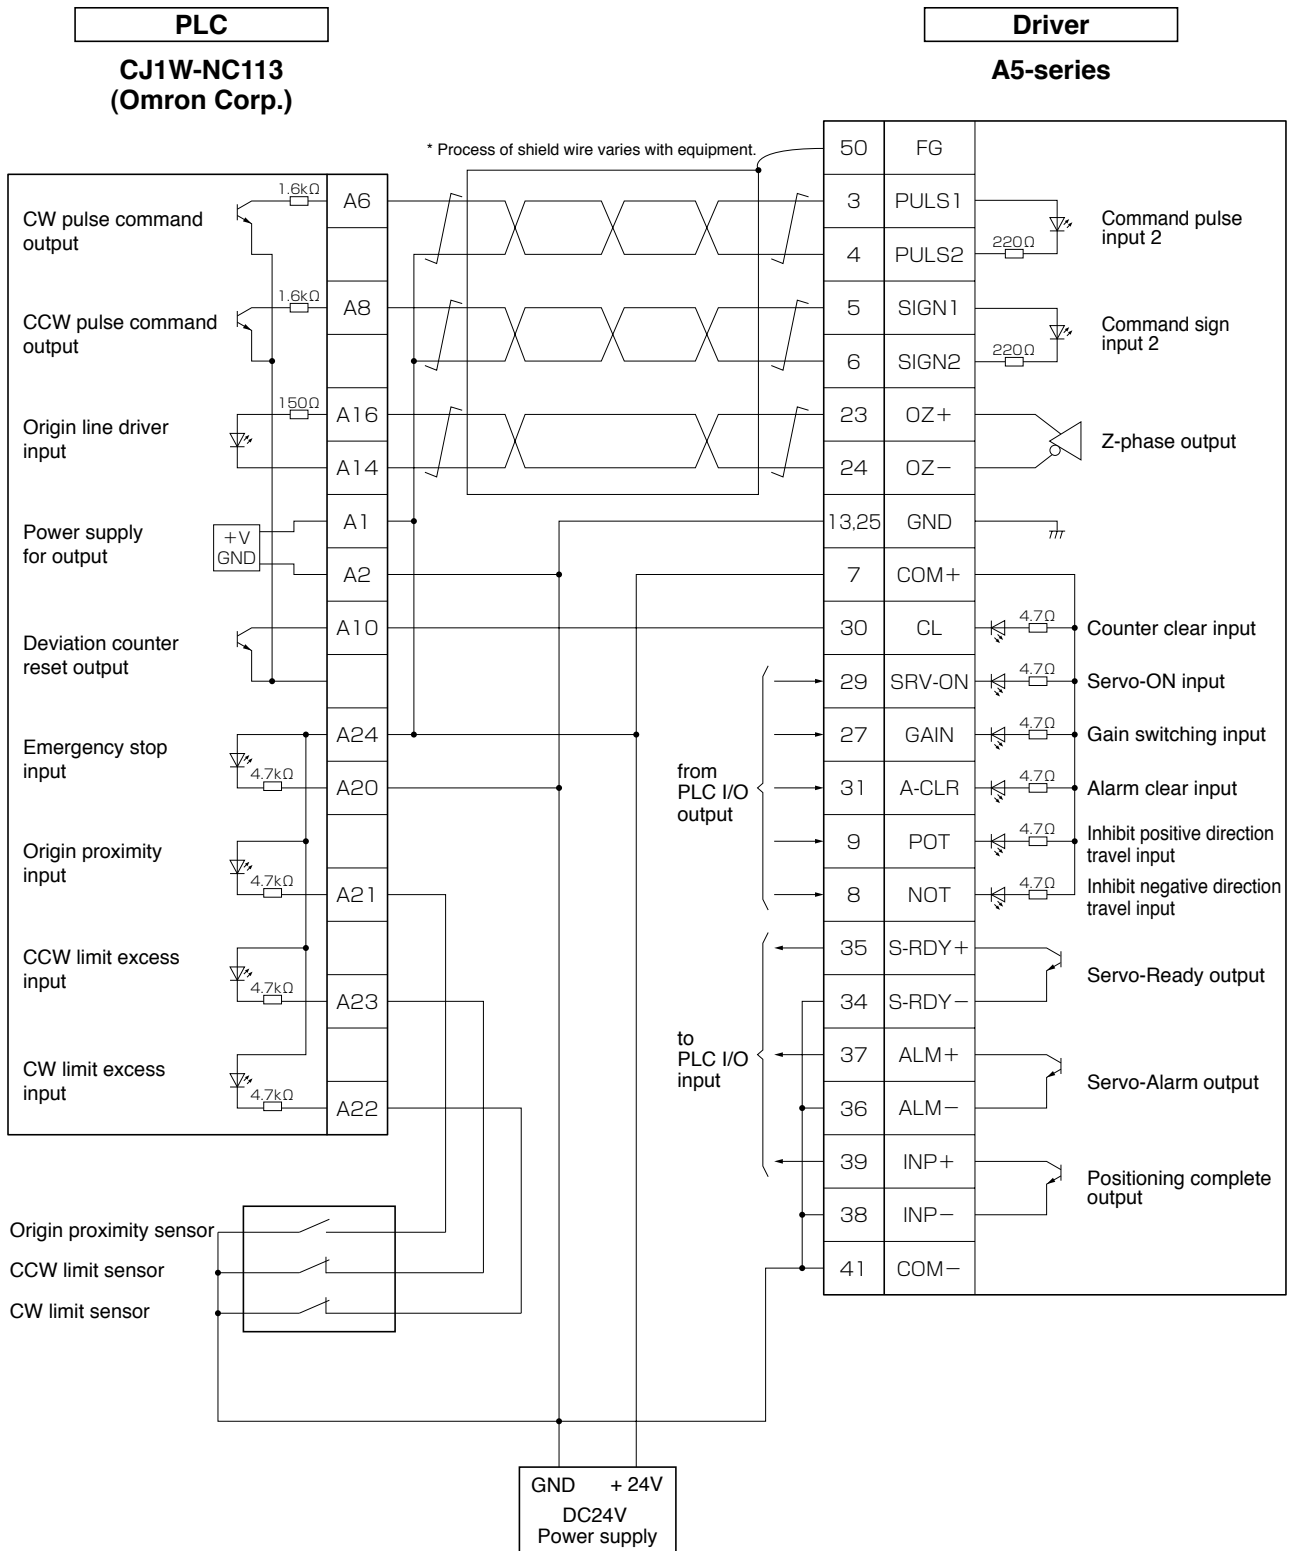 PLC
Driver
CJ1W-NC113
(Omron Corp.)
A5-series
* Process of shield wire varies with equipment.
50 FG
CW pulse command
output
1.6kΩ
A6
3 PULS1
4 PULS2
220Ω
Command pulse
input 2
CCW pulse command
output
1.6kΩ
A8
5 SIGN1
6 SIGN2
220Ω
Command sign
input 2
Origin line driver
input
150Ω
A16
A14
23 OZ+
24 OZ−
Z-phase output
Power supply
for output
+V
GND
A1
A2
13,25 GND
7 COM+
Deviation counter
reset output
A10
30 CL 4.7Ω Counter clear input
29 SRV-ON 4.7Ω Servo-ON input
Emergency stop
input
4.7kΩ
A24
A20
from
PLC I/O
output
27 GAIN 4.7Ω Gain switching input
31 A-CLR 4.7Ω Alarm clear input
Origin proximity
input
4.7kΩ
A21
9 POT 4.7Ω Inhibit positive direction
travel input
8 NOT 4.7Ω Inhibit negative direction
travel input
CCW limit excess
input
4.7kΩ
A23
35 S-RDY+
34 S-RDY−
Servo-Ready output
CW limit excess
input
4.7kΩ
A22
to
PLC I/O
input
37 ALM+
36 ALM−
Servo-Alarm output
39 INP+
38 INP−
Positioning complete
output
41 COM−
Origin proximity sensor
CCW limit sensor
CW limit sensor
GND + 24V
DC24V
Power supply